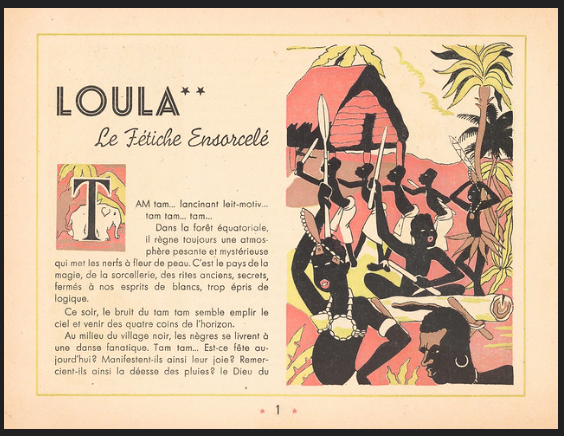 LOULA**
Le Fétiche Ensorcelé
TAM tam... lancinant leit-motiv...
tam tam... tam...
Dans la forêt équatoriale,
il règne toujours une atmos-
phère pesante et mystérieuse
qui met les nerfs à fleur de peau. C'est le pays de la
magie, de la sorcellerie, des rites anciens, secrets,
fermés à nos esprits de blancs, trop épris de
logique.
Ce soir, le bruit du tam tam semble emplir le
ciel et venir des quatre coins de l'horizon.
Au milieu du village noir, les nègres se livrent à
une danse fanatique. Tam tam... Est-ce fête au-
jourd'hui? Manifestent-ils ainsi leur joie? Remer-
cient-ils ainsi la déesse des pluies? le Dieu du
* 1 *